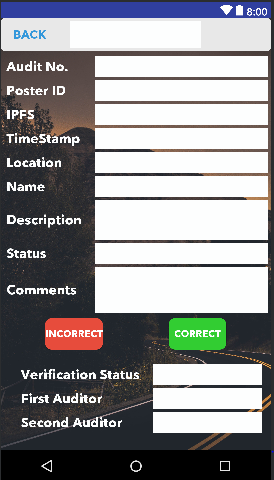 8:00
BACK
Audit No.
Poster ID
IPFS
TimeStamp
Location
Name
Description
Status
Comments
INCORRECT CORRECT
Verification Status
First Auditor
Second Auditor